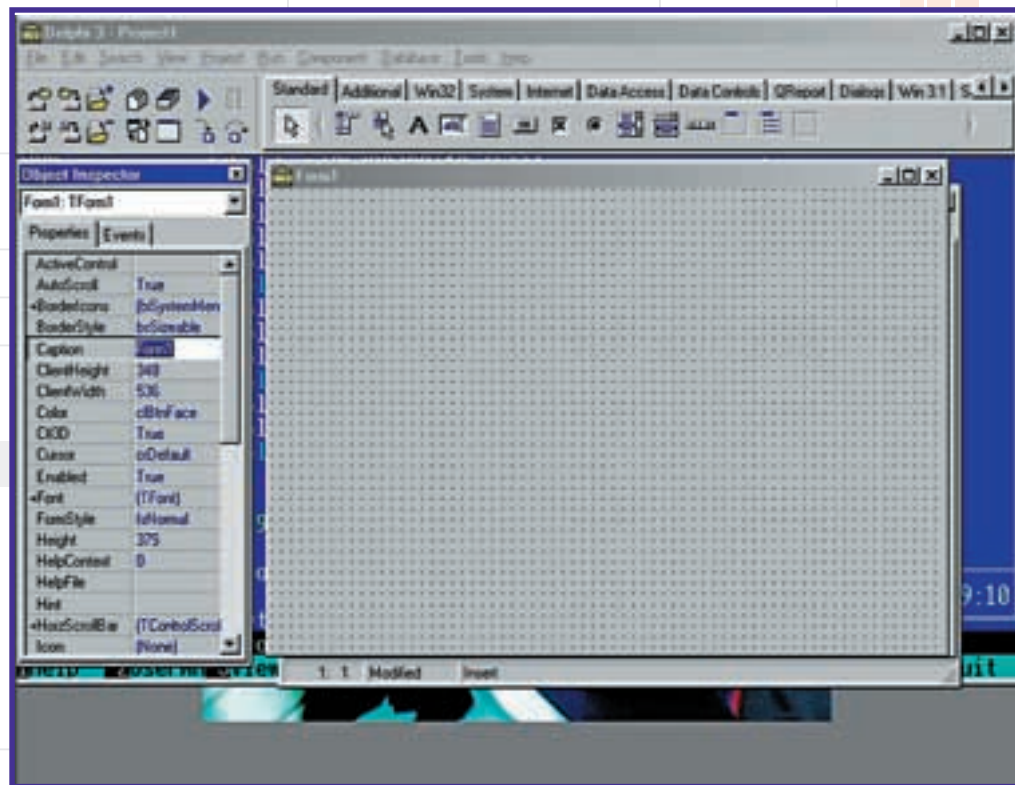 Delphi 3 - Project1
File Edit Search View Project Run Component Database Tools Help
Standard Additional Win32 System Internet Data Access Data Controls QReport Dialogs Win 3.1 S
Object Inspector
Form1: TForm1
Properties Events
ActiveControl
AutoScroll True
BorderIcons [biSystemMen
BorderStyle bsSizeable
Caption Form1
ClientHeight 348
ClientWidth 536
Color clBtnFace
Ctl3D True
Cursor crDefault
Enabled True
Font (TFont)
FormStyle fsNormal
Height 375
HelpContext 0
HelpFile
Hint
HorzScrollBar (TControlScrol
Icon (None)
Form1
9:10
1: 1 Modified Insert
uit